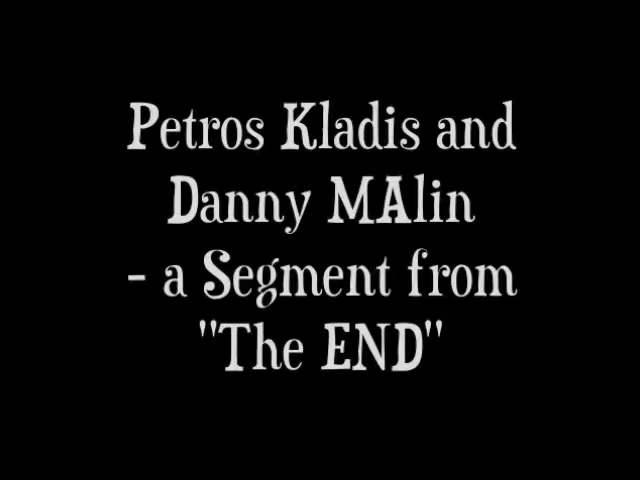 Petros Kladis and
Danny MAlin
- a Segment from
"The END"